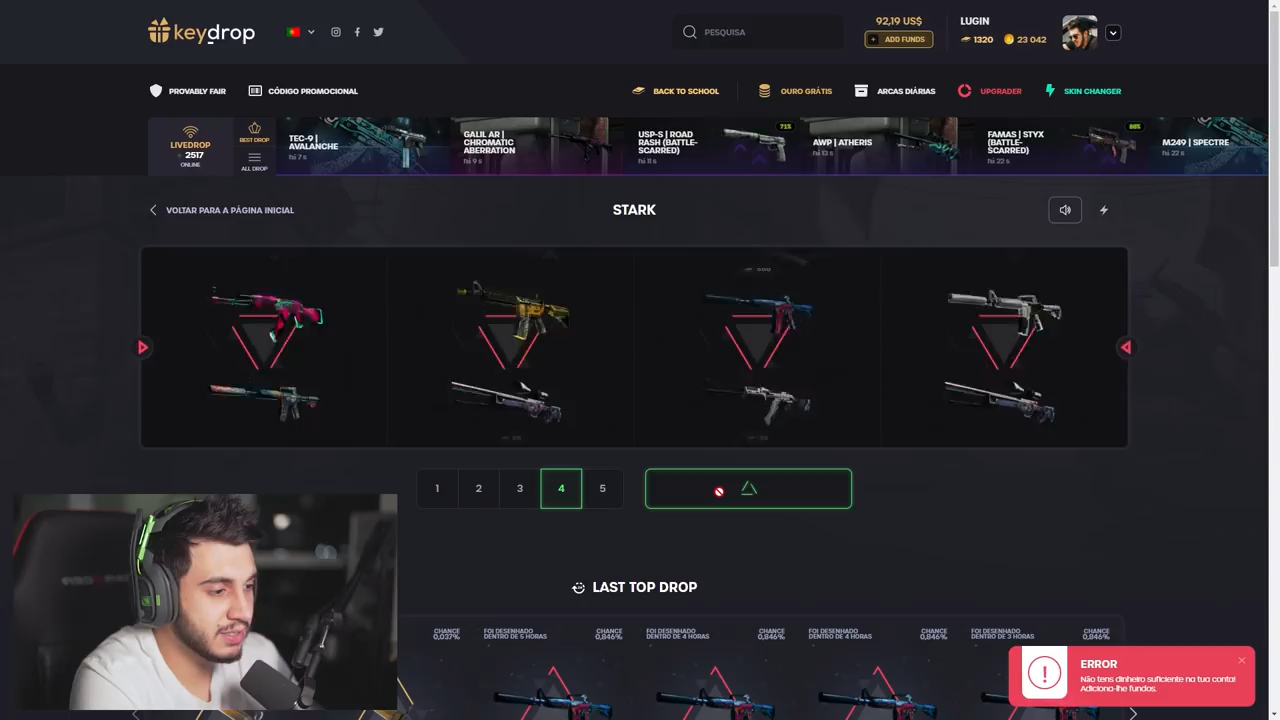 keydrop
PESQUISA
92,19 US$
ADD FUNDS
LUGIN
1320
23 042
PROVABLY FAIR
CÓDIGO PROMOCIONAL
BACK TO SCHOOL
OURO GRÁTIS
ARCAS DIÁRIAS
UPGRADER
SKIN CHANGER
LIVEDROP
2517
ONLINE
BEST DROP
ALL DROP
TEC-9 |
AVALANCHE
há 7 s
GALIL AR |
CHROMATIC
ABERRATION
há 9 s
USP-S | ROAD
RASH (BATTLE-
SCARRED)
há 11 s
71%
AWP | ATHERIS
há 13 s
FAMAS | STYX
(BATTLE-
SCARRED)
há 22 s
M249 | SPECTRE
há 22 s
VOLTAR PARA A PÁGINA INICIAL
STARK
1
2
3
4
5
LAST TOP DROP
CHANCE
0,037%
FOI DESENHADO
DENTRO DE 5 HORAS
CHANCE
0,846%
FOI DESENHADO
DENTRO DE 4 HORAS
CHANCE
0,846%
FOI DESENHADO
DENTRO DE 4 HORAS
CHANCE
0,846%
FOI DESENHADO
DENTRO DE 3 HORAS
CHANCE
0,846%
ERROR
Não tens dinheiro suficiente na tua conta!
Adiciona-lhe fundos.